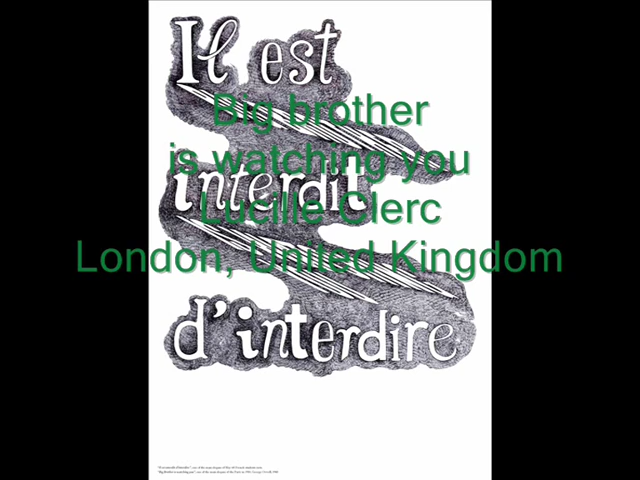 Il est
Big brother
is watching you
interdit
Lucille Clerc
London, United Kingdom
d'interdire